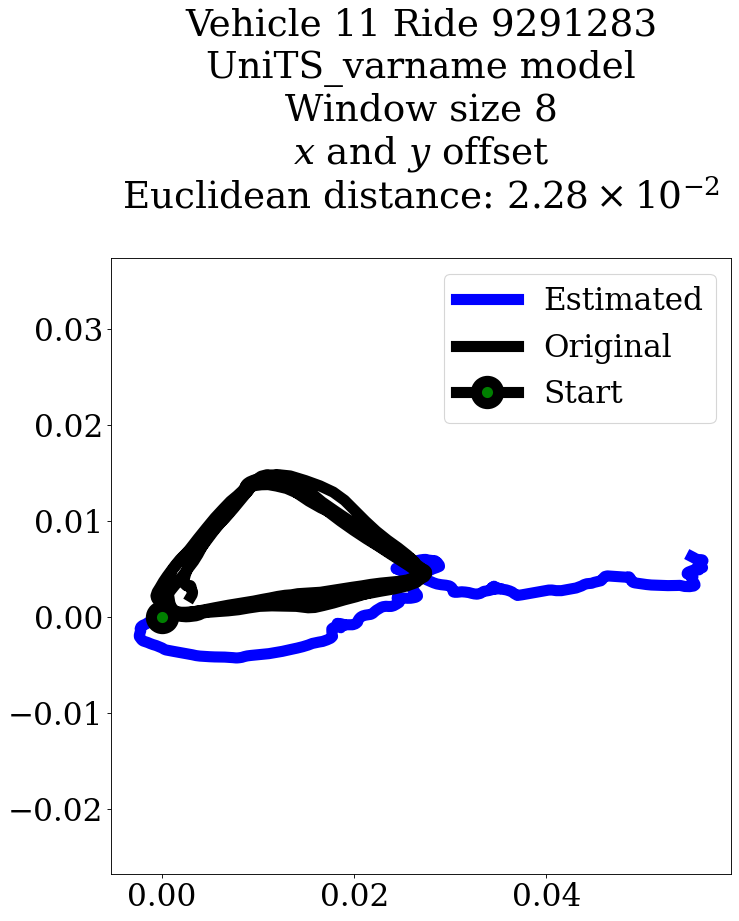 Vehicle 11 Ride 9291283
UniTS_varname model
Window size 8
x and y offset
Euclidean distance: 2.28 × 10⁻²
Estimated
Original
Start
0.03
0.02
0.01
0.00
−0.01
−0.02
0.00 0.02 0.04